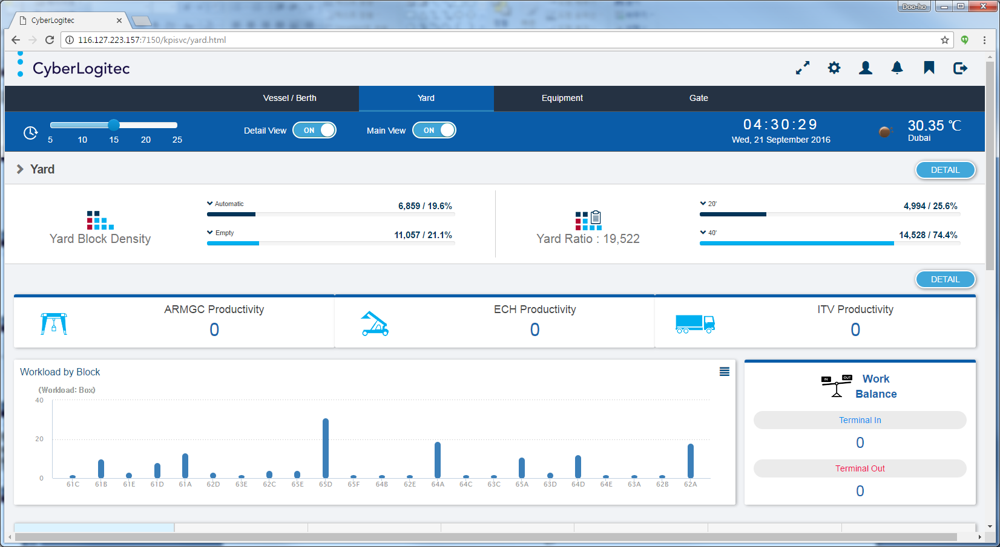 Doo-ho
CyberLogitec
116.127.223.157:7150/kpisvc/yard.html
CyberLogitec
Vessel / Berth
Yard
Equipment
Gate
5 10 15 20 25
Detail View ON
Main View ON
04:30:29
Wed, 21 September 2016
30.35 ℃
Dubai
Yard
DETAIL
Yard Block Density
Automatic 6,859 / 19.6%
Empty 11,057 / 21.1%
Yard Ratio : 19,522
20' 4,994 / 25.6%
40' 14,528 / 74.4%
DETAIL
ARMGC Productivity
0
ECH Productivity
0
ITV Productivity
0
Workload by Block
(Workload: Box)
40
20
0
61C 61B 61E 61D 61A 62D 63E 62C 65E 65D 65F 64B 62E 64A 64C 63C 65A 63D 64D 64E 63A 62B 62A
IN OUT
Work
Balance
Terminal In
0
Terminal Out
0